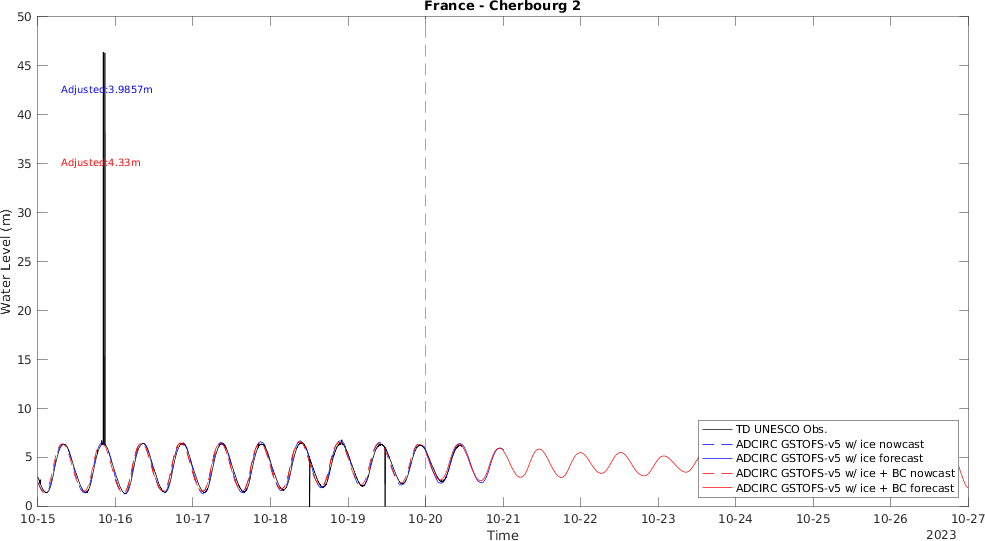 France - Cherbourg 2
50
45
40
35
30
25
20
15
10
5
0
Water Level (m)
Adjusted:3.9857m
Adjusted:4.33m
TD UNESCO Obs.
ADCIRC GSTOFS-v5 w/ ice nowcast
ADCIRC GSTOFS-v5 w/ ice forecast
ADCIRC GSTOFS-v5 w/ ice + BC nowcast
ADCIRC GSTOFS-v5 w/ ice + BC forecast
10-15 10-16 10-17 10-18 10-19 10-20 10-21 10-22 10-23 10-24 10-25 10-26 10-27
Time
2023